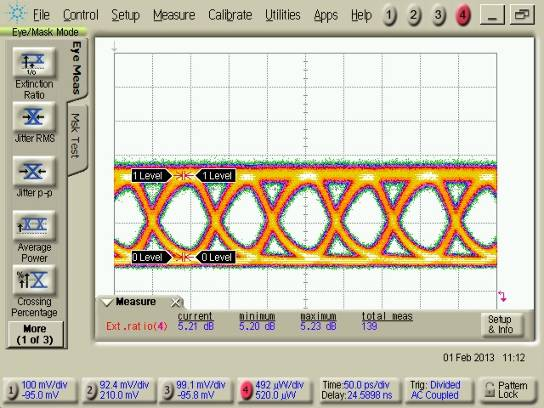 File Control Setup Measure Calibrate Utilities Apps Help 1 2 3 4
Eye/Mask Mode
Eye Meas
Msk Test
Extinction
Ratio
Jitter RMS
Jitter p-p
Average
Power
Crossing
Percentage
More
(1 of 3)
1 Level 1 Level
0 Level 0 Level
Measure
current minimum maximum total meas
Ext.ratio(4) 5.21 dB 5.20 dB 5.23 dB 139
Setup
& Info
01 Feb 2013 11:12
1 100 mV/div
-95.0 mV
2 92.4 mV/div
210.0 mV
3 99.1 mV/div
-95.8 mV
4 492 µW/div
520.0 µW
Time:50.0 ps/div
Delay:24.5898 ns
Trig: Divided
AC Coupled
Pattern
Lock